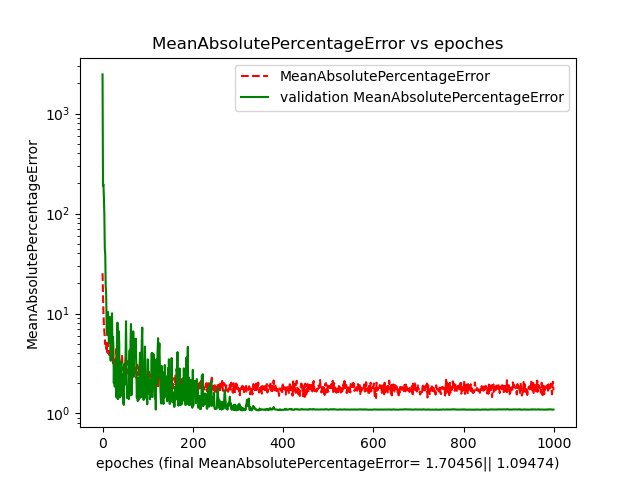 MeanAbsolutePercentageError vs epoches
MeanAbsolutePercentageError
validation MeanAbsolutePercentageError
MeanAbsolutePercentageError
10³
10²
10¹
10⁰
0 200 400 600 800 1000
epoches (final MeanAbsolutePercentageError= 1.70456|| 1.09474)